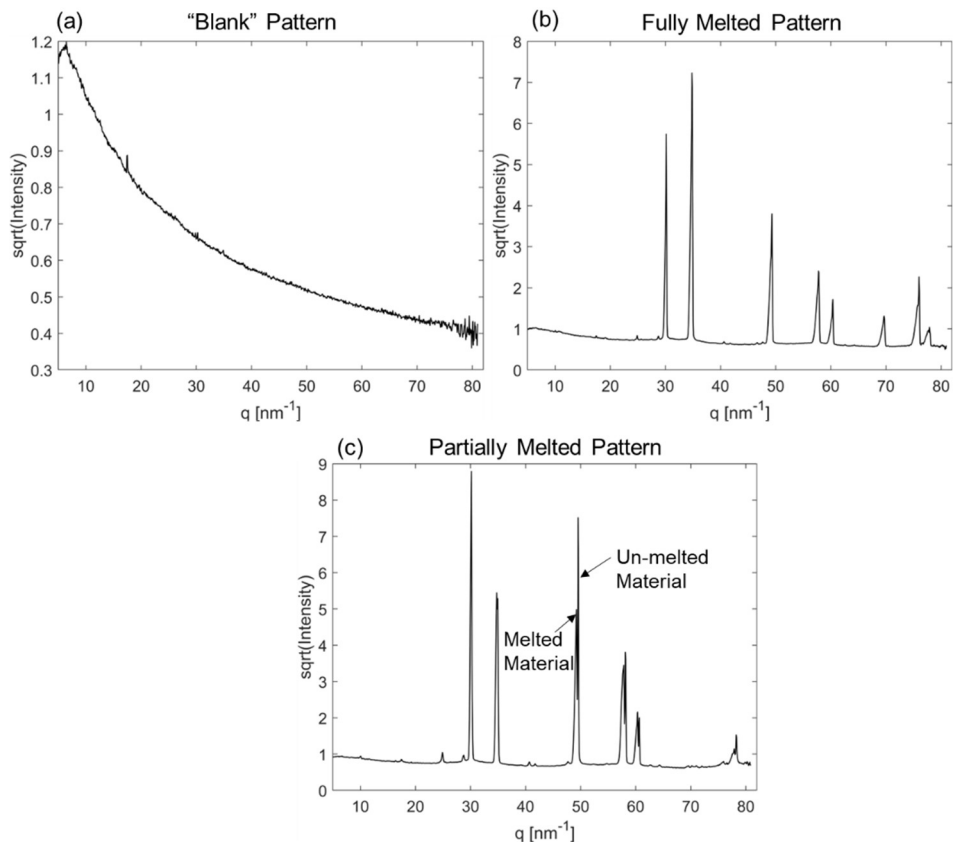 (a) “Blank” Pattern
1.2
1.1
1
0.9
0.8
0.7
0.6
0.5
0.4
0.3
sqrt(Intensity)
10 20 30 40 50 60 70 80
q [nm⁻¹]
(b) Fully Melted Pattern
8
7
6
5
4
3
2
1
0
sqrt(Intensity)
10 20 30 40 50 60 70 80
q [nm⁻¹]
(c)
Partially Melted Pattern
9
8
7
6
5
4
3
2
1
0
sqrt(Intensity)
Un-melted
Material
Melted
Material
10 20 30 40 50 60 70 80
q [nm⁻¹]